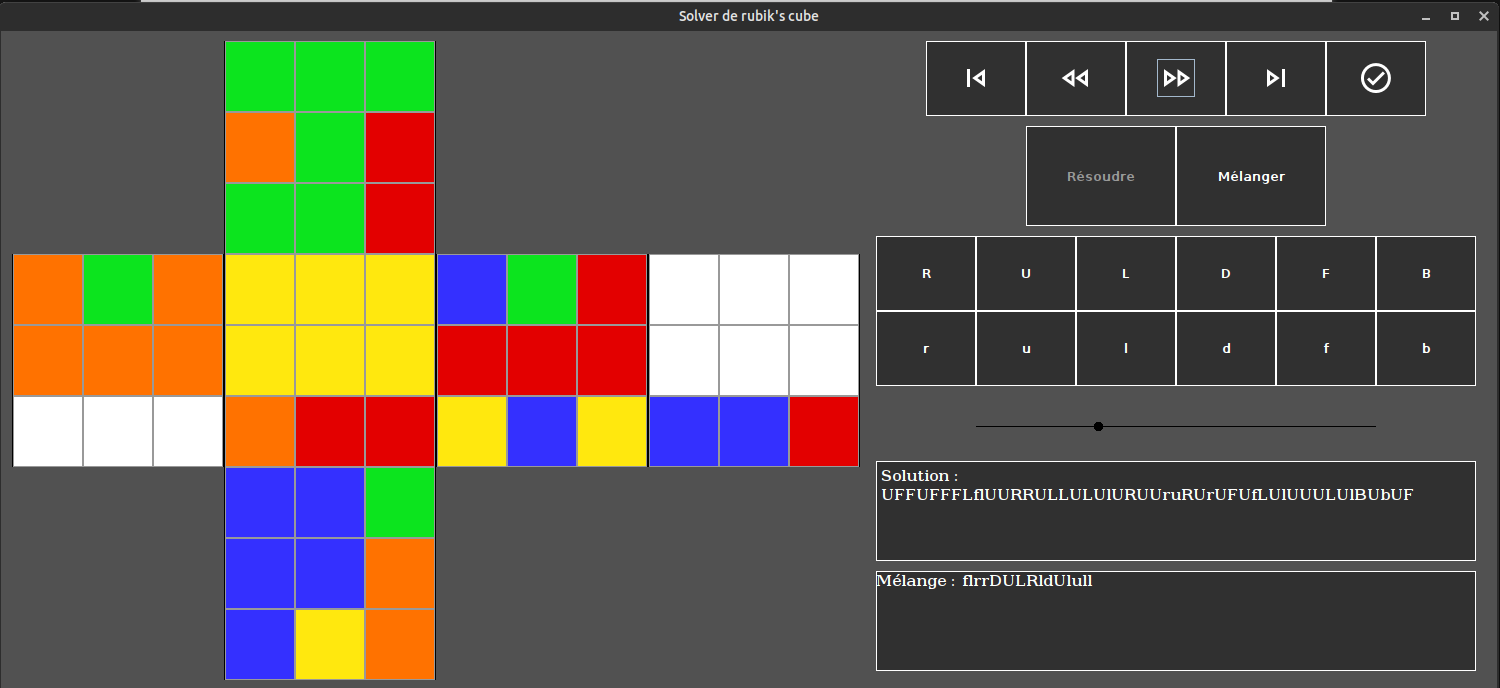 Solver de rubik's cube
Résoudre Mélanger
R U L D F B
r u l d f b
Solution :
UFFUFFFLflUURRULLULUlURUUruRUrUFUfLUlUUULUlBUbUF
Mélange : flrrDULRldUlull